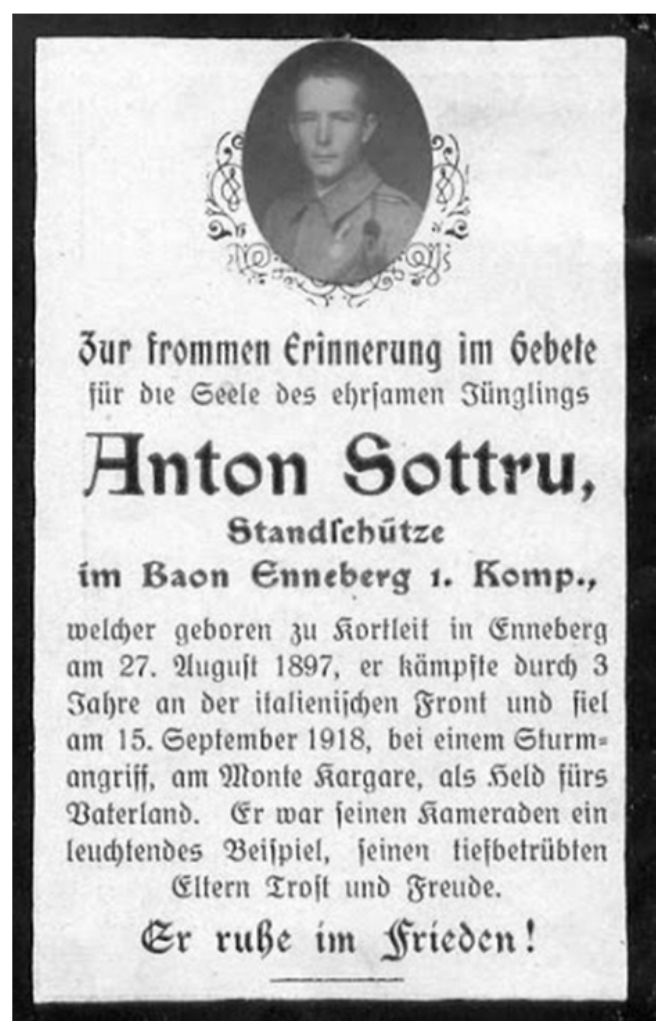 Zur frommen Erinnerung im Gebete
für die Seele des ehrsamen Jünglings
Anton Sottru,
Standschütze
im Baon Enneberg 1. Komp.,
welcher geboren zu Kortleit in Enneberg
am 27. August 1897, er kämpfte durch 3
Jahre an der italienischen Front und fiel
am 15. September 1918, bei einem Sturm-
angriff, am Monte Kargare, als Held fürs
Vaterland. Er war seinen Kameraden ein
leuchtendes Beispiel, seinen tiefbetrübten
Eltern Trost und Freude.
Er ruhe im Frieden!